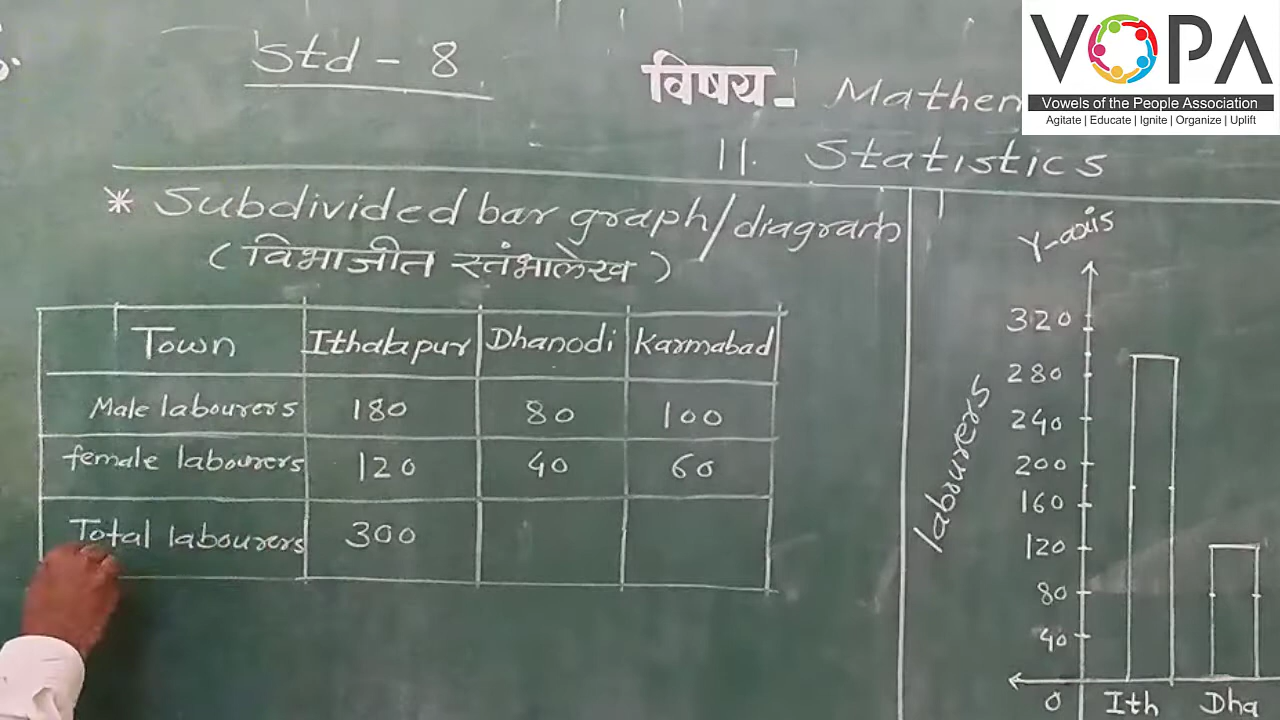 VOPA
Vowels of the People Association
Agitate | Educate | Ignite | Organize | Uplift
Std - 8
विषय - Mathem
11. Statistics
* Subdivided bar graph/diagram
(विभाजीत स्तंभालेख)
Town Ithalapur Dhanodi Karmabad
Male labourers 180 80 100
female labourers 120 40 60
Total labourers 300
Y-axis
labourers
320
280
240
200
160
120
80
40
0 Ith Dha